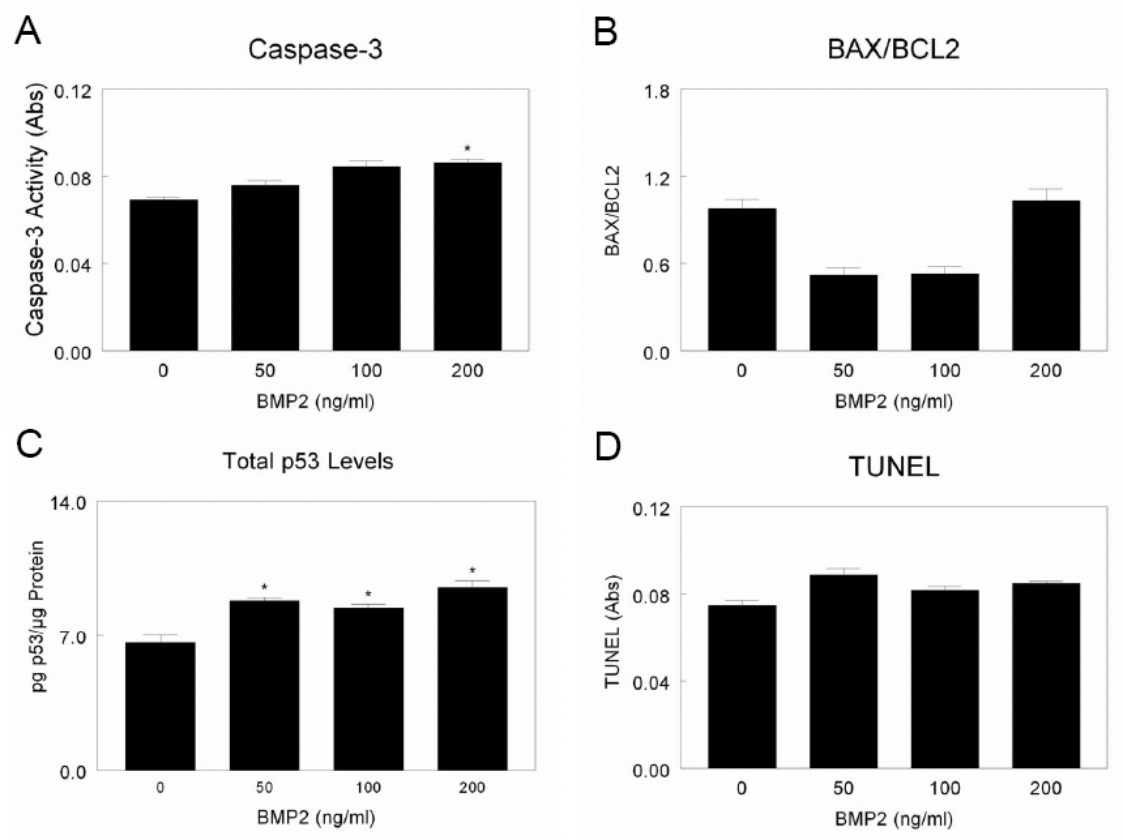 A
Caspase-3
Caspase-3 Activity (Abs)
0.12
0.08
0.04
0.00
*
0 50 100 200
BMP2 (ng/ml)
B
BAX/BCL2
BAX/BCL2
1.8
1.2
0.6
0.0
0 50 100 200
BMP2 (ng/ml)
C
Total p53 Levels
pg p53/µg Protein
14.0
7.0
0.0
* * *
0 50 100 200
BMP2 (ng/ml)
D
TUNEL
TUNEL (Abs)
0.12
0.08
0.04
0.00
0 50 100 200
BMP2 (ng/ml)